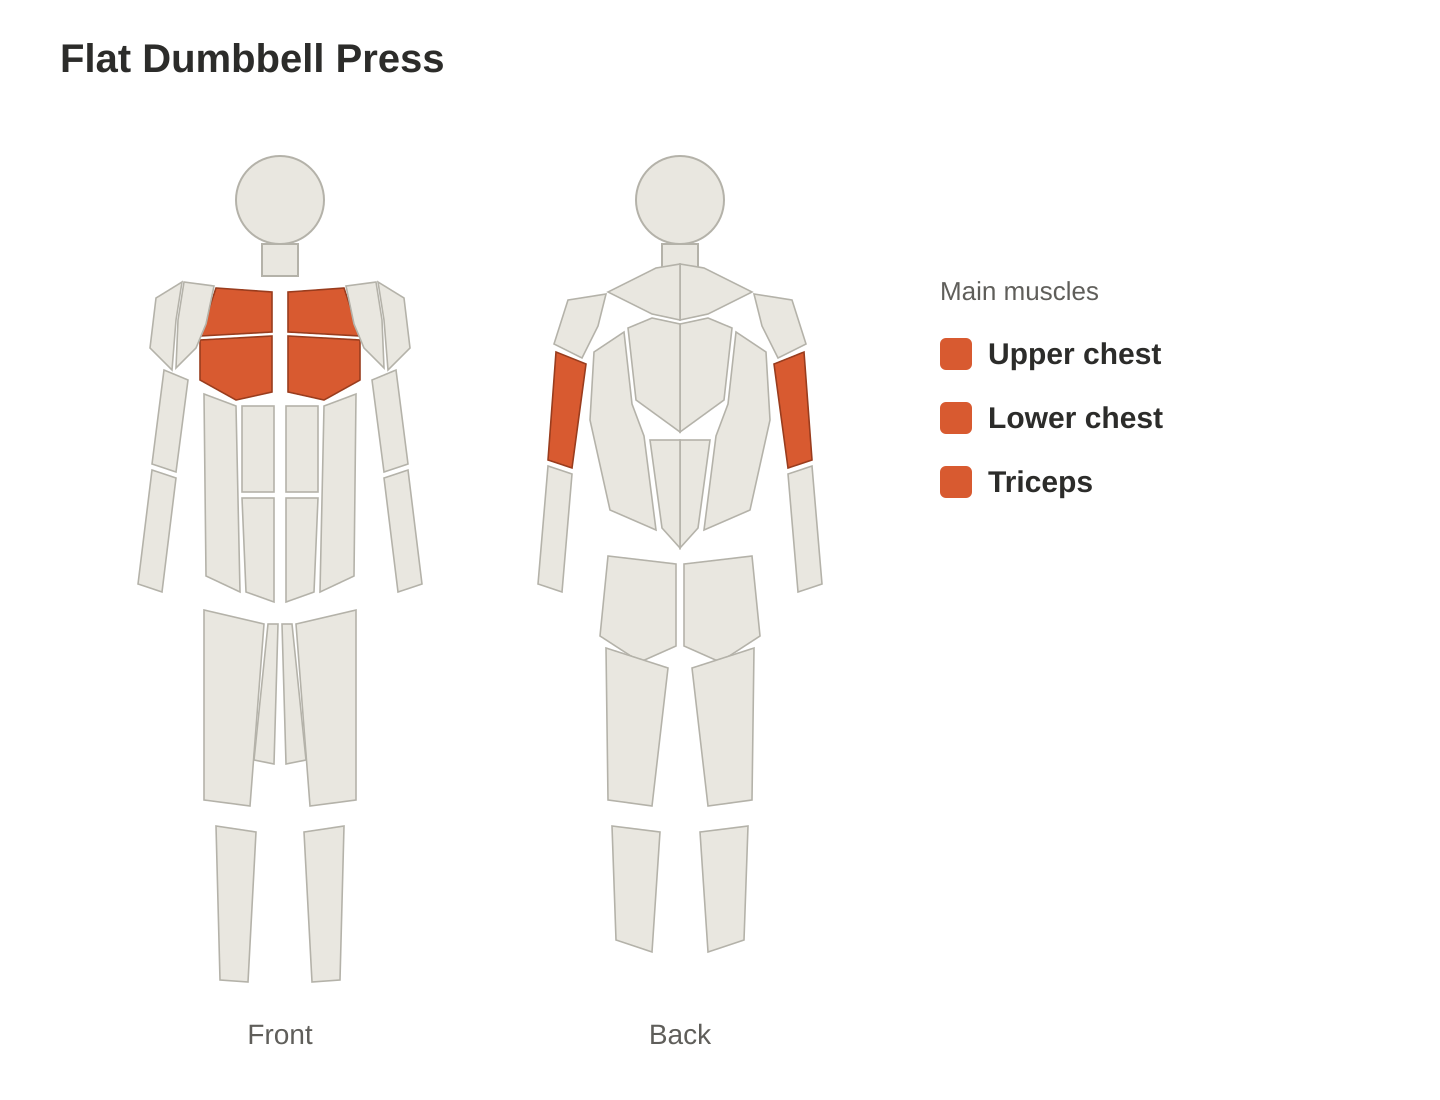 Flat Dumbbell Press
Main muscles
Upper chest
Lower chest
Triceps
Front
Back